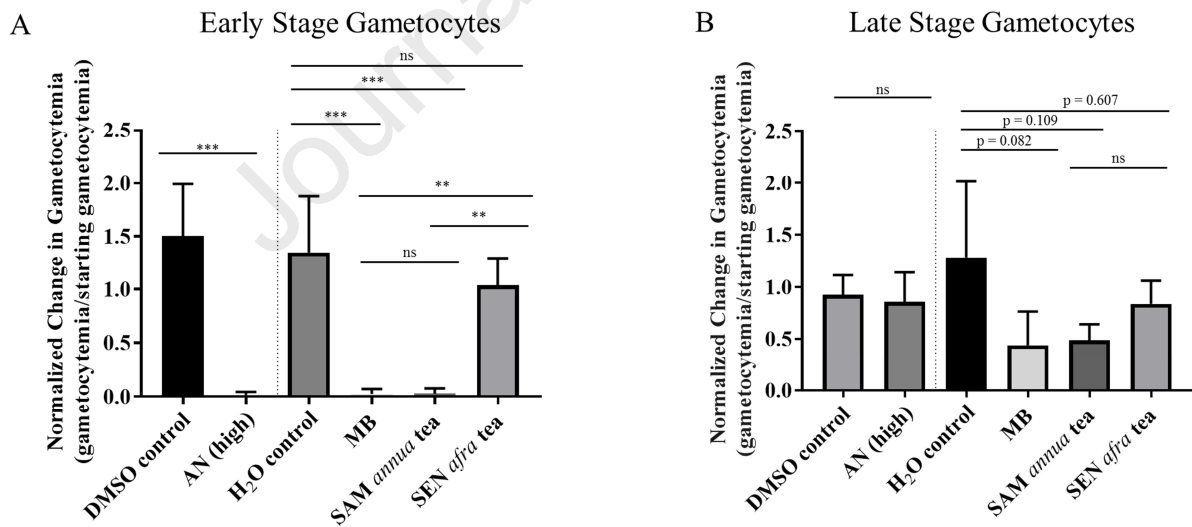 A
Early Stage Gametocytes
Normalized Change in Gametocytemia
(gametocytemia/starting gametocytemia)
ns
***
***
***
**
**
ns
2.5
2.0
1.5
1.0
0.5
0.0
DMSO control
AN (high)
H₂O control
MB
SAM annua tea
SEN afra tea
Journa
B
Late Stage Gametocytes
Normalized Change in Gametocytemia
(gametocytemia/starting gametocytemia)
ns
p = 0.607
p = 0.109
p = 0.082
ns
2.5
2.0
1.5
1.0
0.5
0.0
DMSO control
AN (high)
H₂O control
MB
SAM annua tea
SEN afra tea